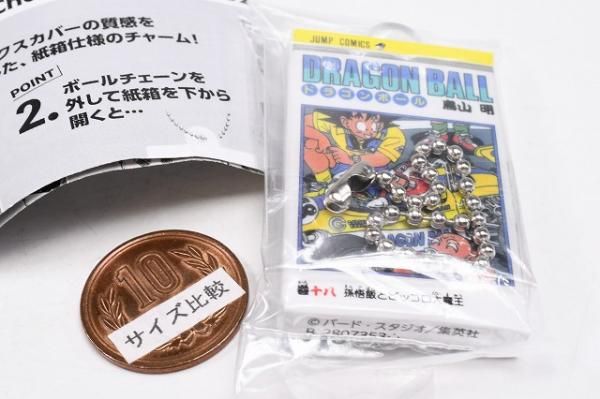 クスカバーの質感を
た、紙箱仕様のチャーム!
POINT
2.
ボールチェーンを
外して紙箱を下から
開くと…
JUMP COMICS
DRAGON BALL
ドラゴンボール
鳥山 明
DRAGON
巻十八 孫悟飯とピッコロ大魔王
©バード・スタジオ/集英社
10
サイズ比較